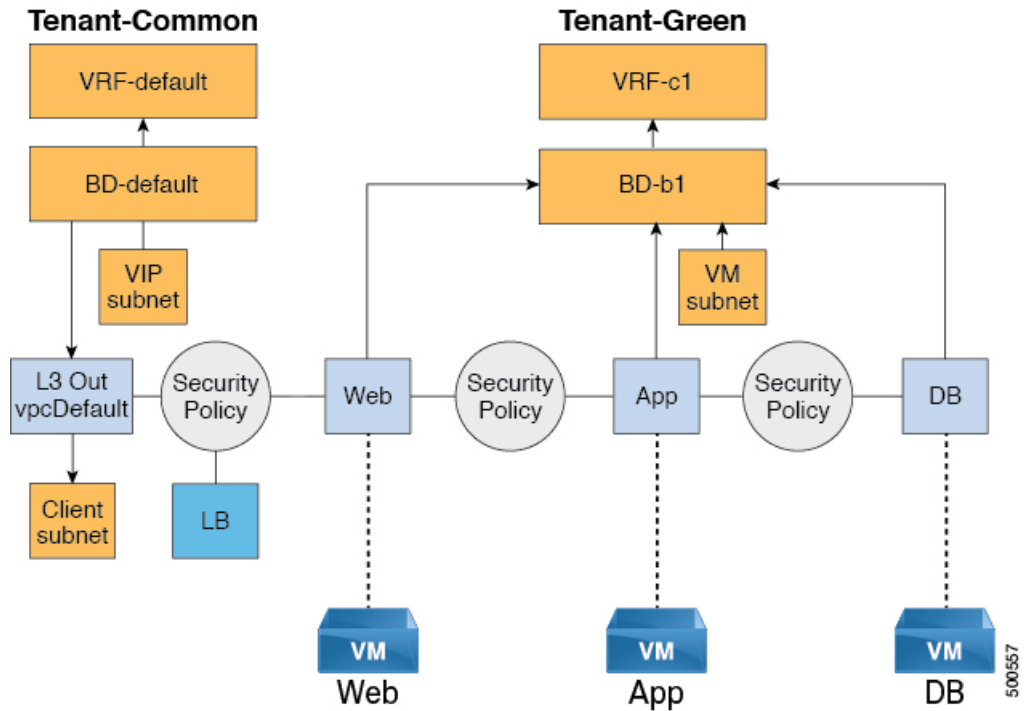 Tenant-Common
Tenant-Green
VRF-default
VRF-c1
BD-default
BD-b1
VIP
subnet
VM
subnet
L3 Out
vpcDefault
Security
Policy
Web
Security
Policy
App
Security
Policy
DB
Client
subnet
LB
VM
VM
VM
Web
App
DB
500557